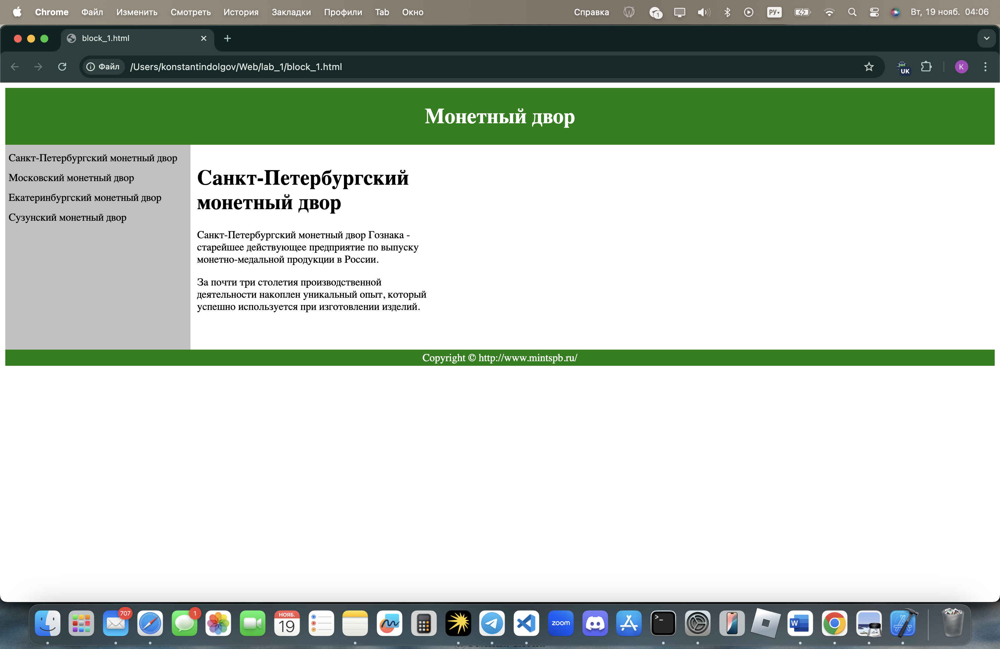 Chrome Файл Изменить Смотреть История Закладки Профили Tab Окно Справка 1 РУ Вт, 19 нояб. 04:06
block_1.html
Файл /Users/konstantindolgov/Web/lab_1/block_1.html UK K
Монетный двор
Санкт-Петербургский монетный двор
Московский монетный двор
Екатеринбургский монетный двор
Сузунский монетный двор
Санкт-Петербургский
монетный двор
Санкт-Петербургский монетный двор Гознака -
старейшее действующее предприятие по выпуску
монетно-медальной продукции в России.
За почти три столетия производственной
деятельности накоплен уникальный опыт, который
успешно используется при изготовлении изделий.
Copyright © http://www.mintspb.ru/
707 1 НОЯБ. 19 zoom >_ W